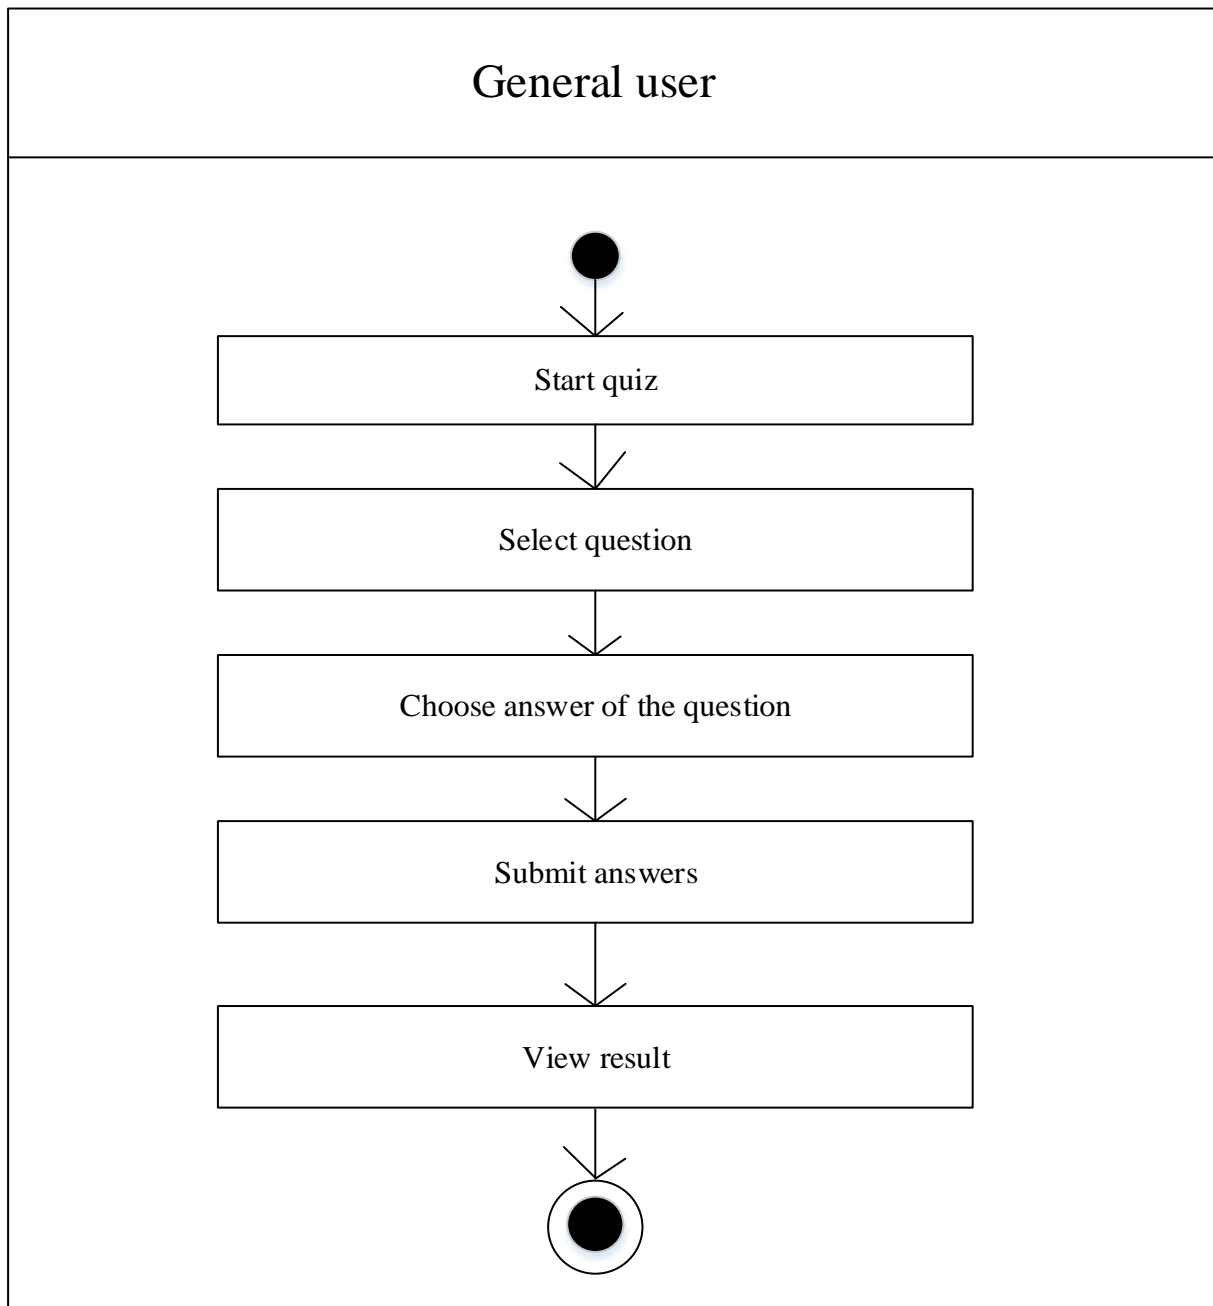 General user
Start quiz
Select question
Choose answer of the question
Submit answers
View result